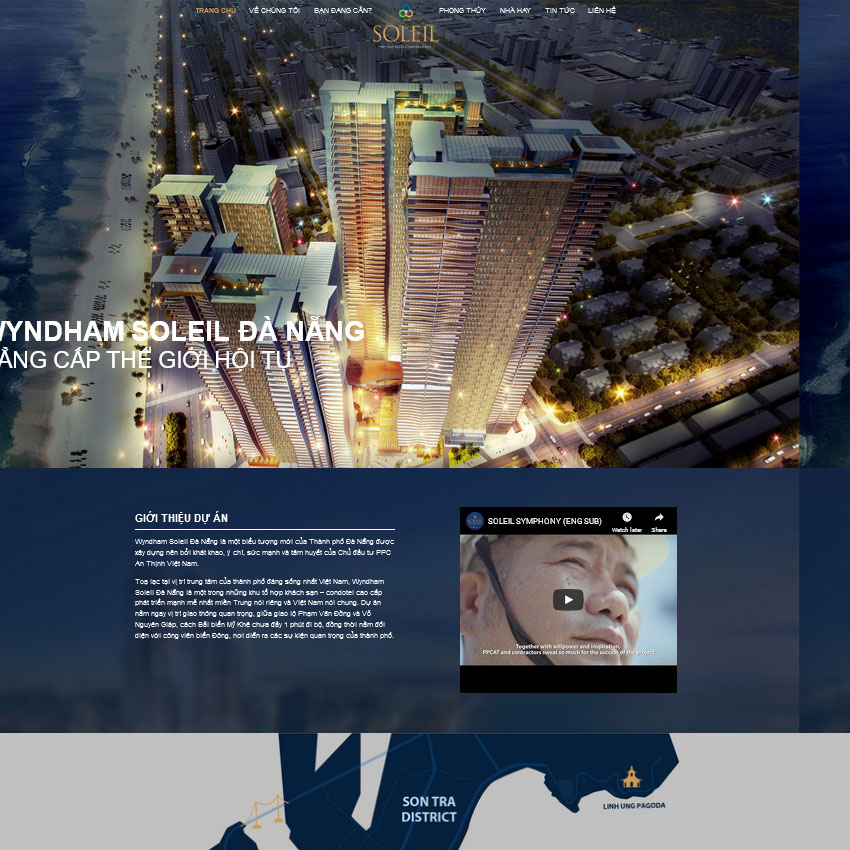 TRANG CHỦ VỀ CHÚNG TÔI BẠN ĐANG CẦN? PHONG THỦY NHÀ HAY TIN TỨC LIÊN HỆ
SOLEIL
WYNDHAM SOLEIL ĐÀ NẴNG
ẲNG CẤP THẾ GIỚI HỘI TỤ
GIỚI THIỆU DỰ ÁN
Wyndham Soleil Đà Nẵng là một biểu tượng mới của Thành phố Đà Nẵng được
xây dựng nên bởi khát khao, ý chí, sức mạnh và tâm huyết của Chủ đầu tư PPC
An Thịnh Việt Nam.
Toạ lạc tại vị trí trung tâm của thành phố đáng sống nhất Việt Nam, Wyndham
Soleil Đà Nẵng là một trong những khu tổ hợp khách sạn – condotel cao cấp
phát triển mạnh mẽ nhất miền Trung nói riêng và Việt Nam nói chung. Dự án
nằm ngay vị trí giao thông quan trọng, giữa giao lộ Phạm Văn Đồng và Võ
Nguyên Giáp, cách Bãi biển Mỹ Khê chưa đầy 1 phút đi bộ, đồng thời nằm đối
diện với công viên biển Đông, nơi diễn ra các sự kiện quan trọng của thành phố.
SOLEIL SYMPHONY (ENG SUB)
Watch later Share
Together with willpower and inspiration,
PPCAT and contractors sweat so much for the success of the project
SON TRA
DISTRICT
LINH UNG PAGODA